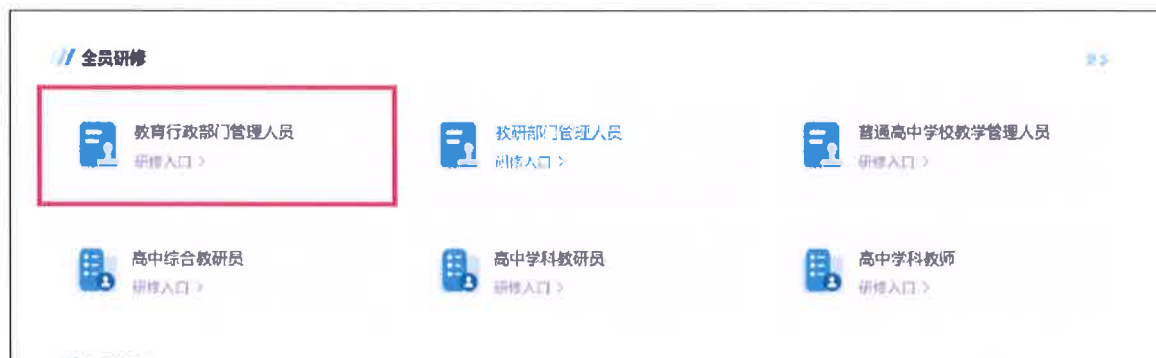 全员研修
更多
教育行政部门管理人员
研修入口 >
教研部门管理人员
研修入口 >
普通高中学校教学管理人员
研修入口 >
高中综合教研员
研修入口 >
高中学科教研员
研修入口 >
高中学科教师
研修入口 >